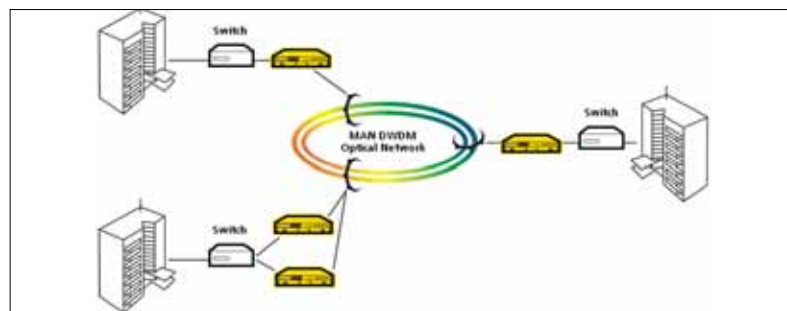 Switch
Switch
MAN DWDM
Optical Network
Switch